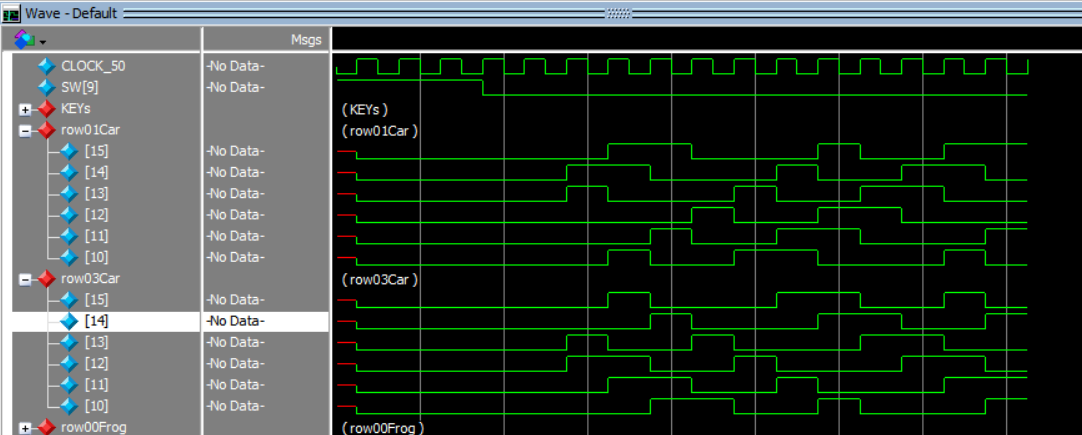 Wave - Default
Msgs
CLOCK_50 -No Data-
SW[9] -No Data-
KEYs (KEYs)
row01Car (row01Car)
[15] -No Data-
[14] -No Data-
[13] -No Data-
[12] -No Data-
[11] -No Data-
[10] -No Data-
row03Car (row03Car)
[15] -No Data-
[14] -No Data-
[13] -No Data-
[12] -No Data-
[11] -No Data-
[10] -No Data-
row00Frog (row00Frog)